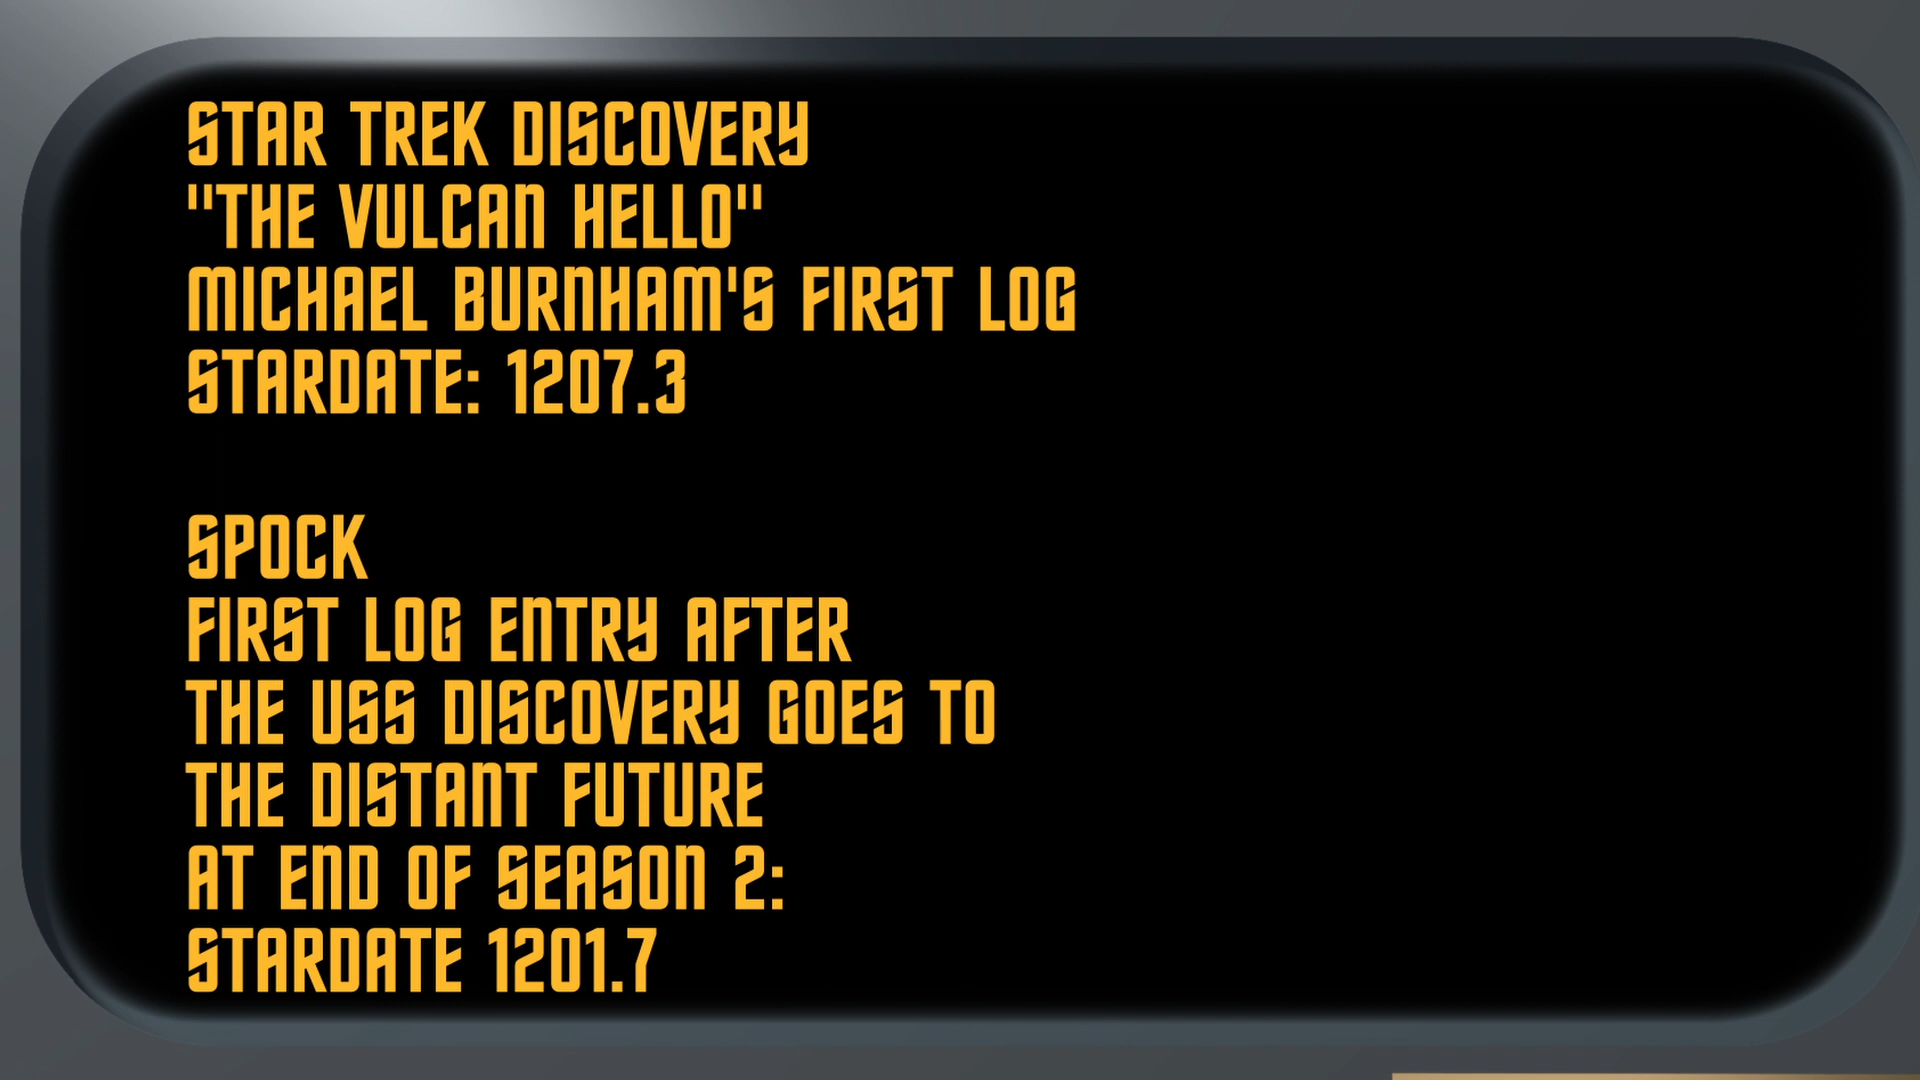 STAR TREK DISCOVERY
"THE VULCAN HELLO"
MICHAEL BURNHAM'S FIRST LOG
STARDATE: 1207.3
SPOCK
FIRST LOG ENTRY AFTER
THE USS DISCOVERY GOES TO
THE DISTANT FUTURE
AT END OF SEASON 2:
STARDATE 1201.7